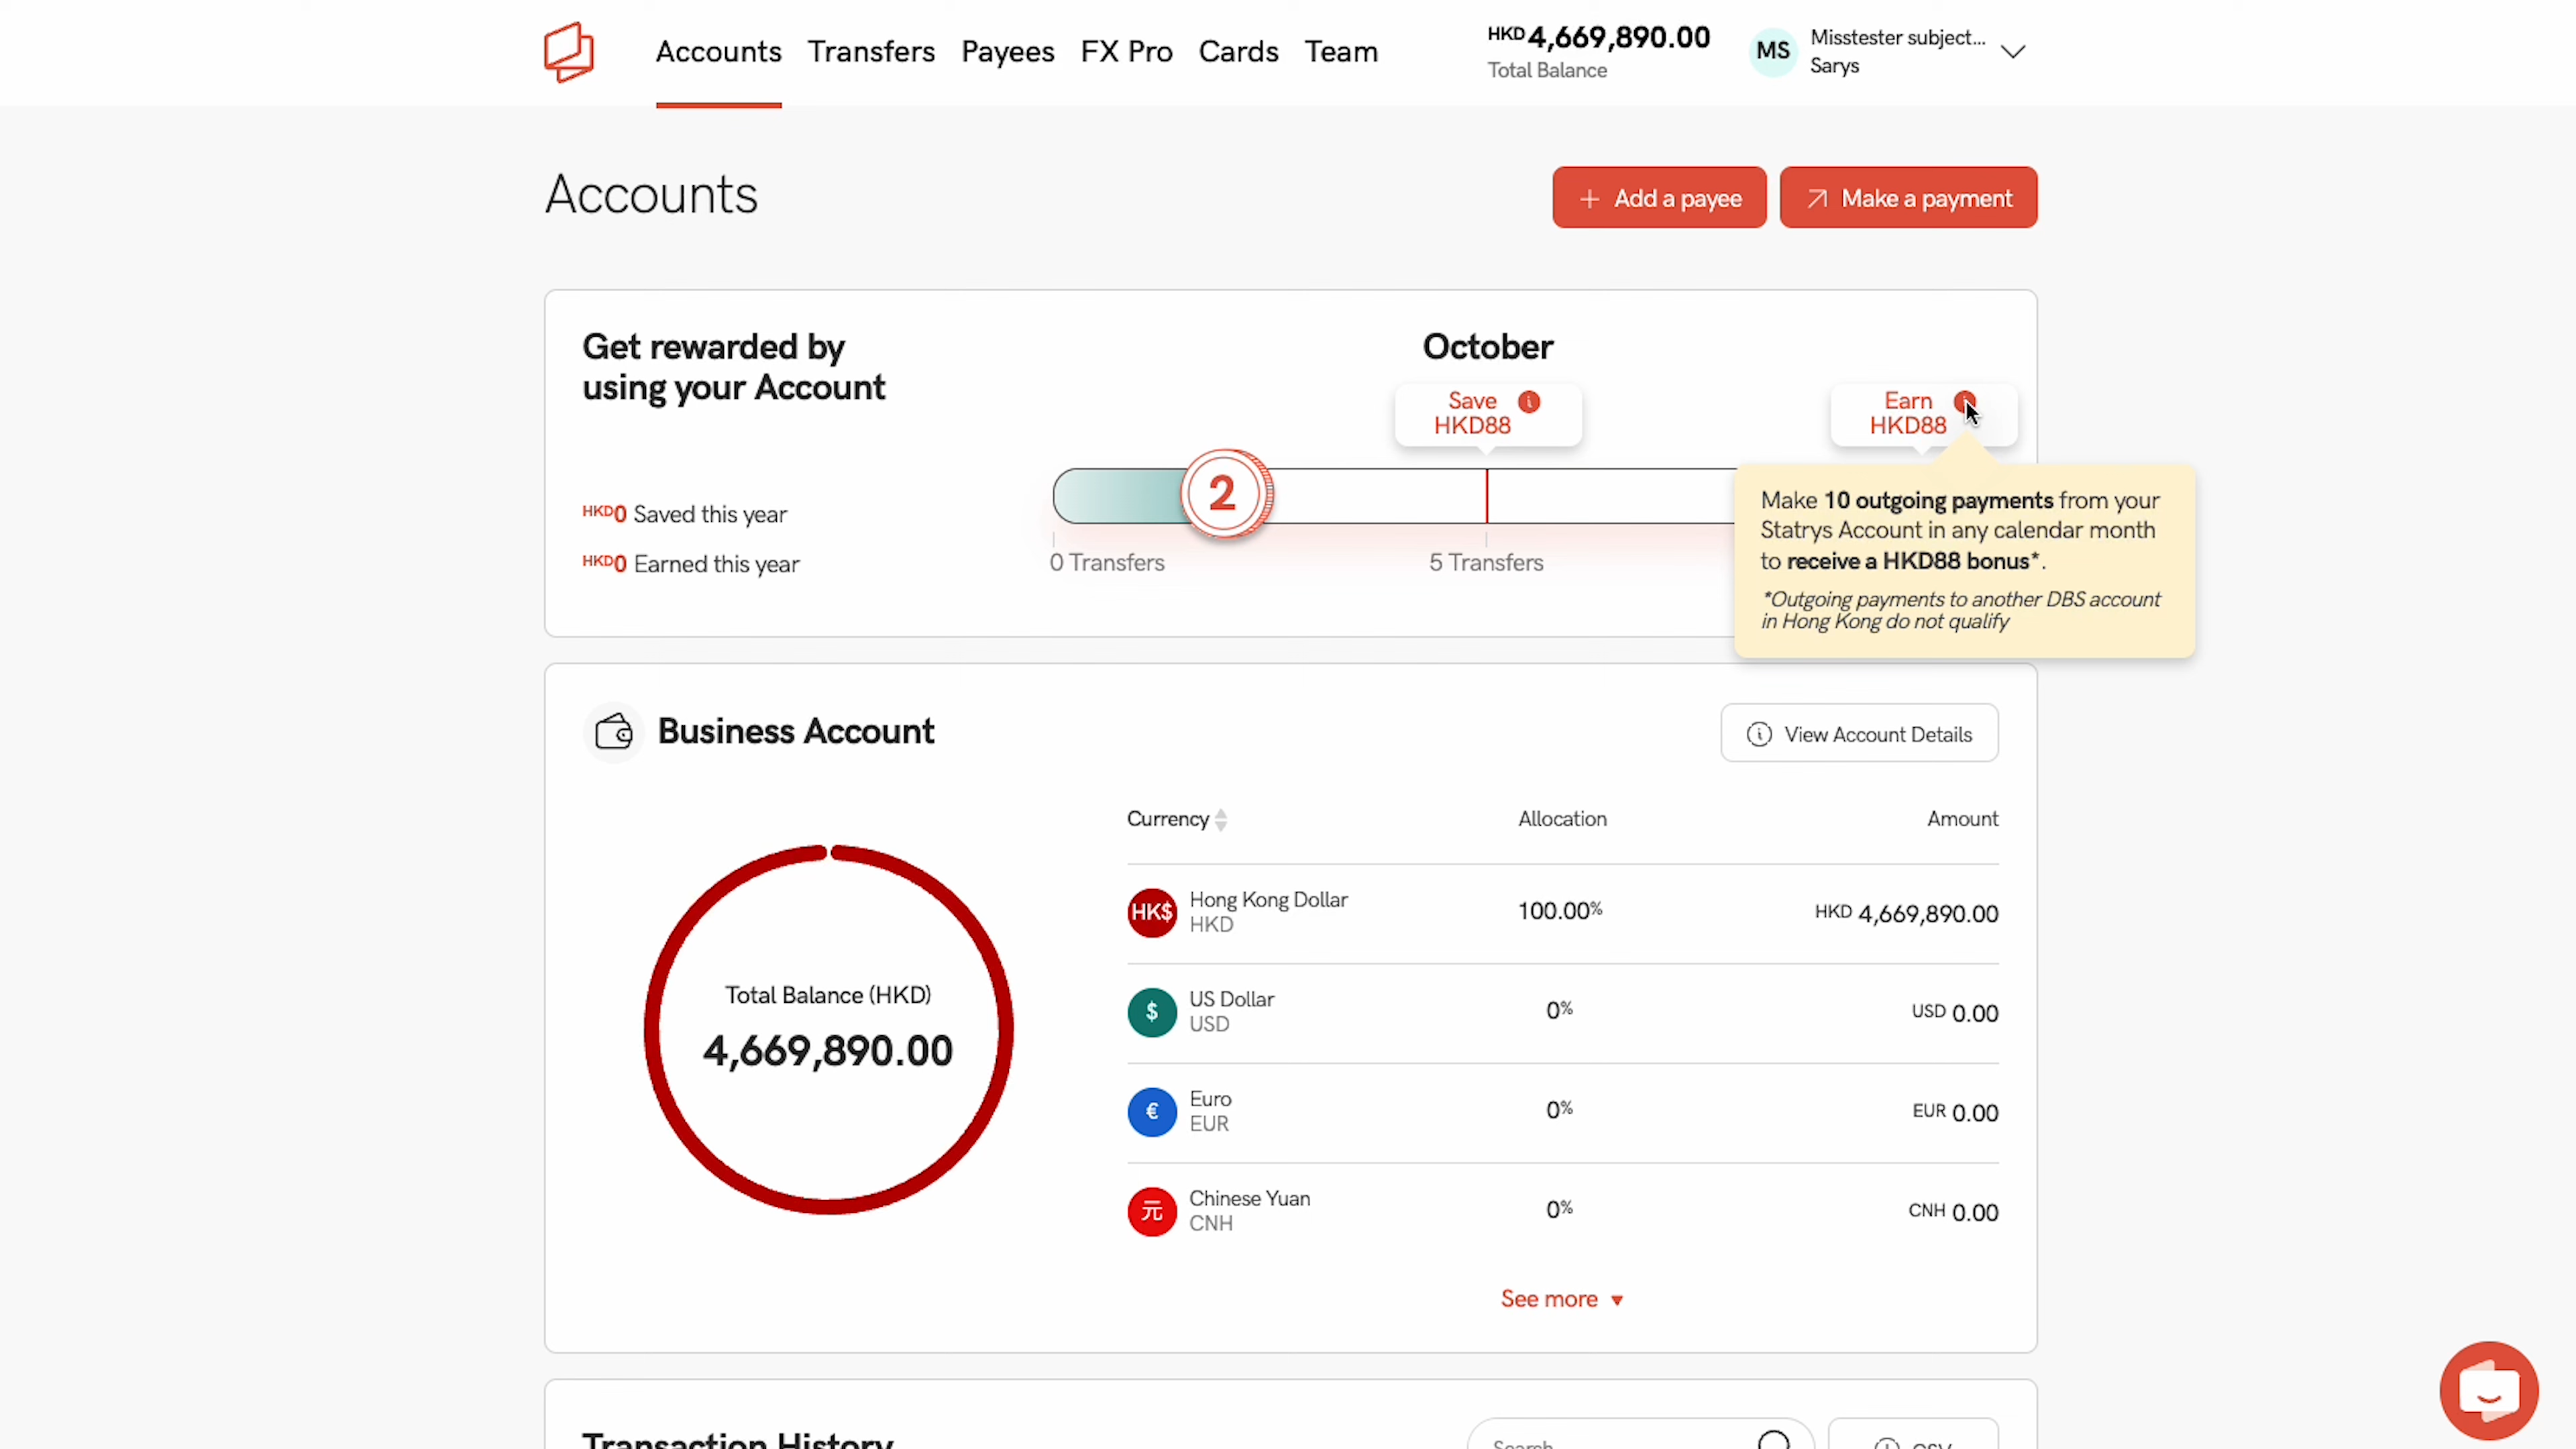 Accounts Transfers Payees FX Pro Cards Team
HKD4,669,890.00
Total Balance
MS
Misstester subject...
Sarys
Accounts
Add a payee
Make a payment
Get rewarded by
using your Account
October
Save
HKD88
Earn
HKD88
2
HKD0 Saved this year
HKD0 Earned this year
0 Transfers
5 Transfers
Make 10 outgoing payments from your
Statrys Account in any calendar month
to receive a HKD88 bonus*.
*Outgoing payments to another DBS account
in Hong Kong do not qualify
Business Account
View Account Details
Currency Allocation Amount
HK$ Hong Kong Dollar
HKD
100.00%
HKD 4,669,890.00
$ US Dollar
USD
0%
USD 0.00
€ Euro
EUR
0%
EUR 0.00
元 Chinese Yuan
CNH
0%
CNH 0.00
Total Balance (HKD)
4,669,890.00
See more
Transaction History
Search
CSV